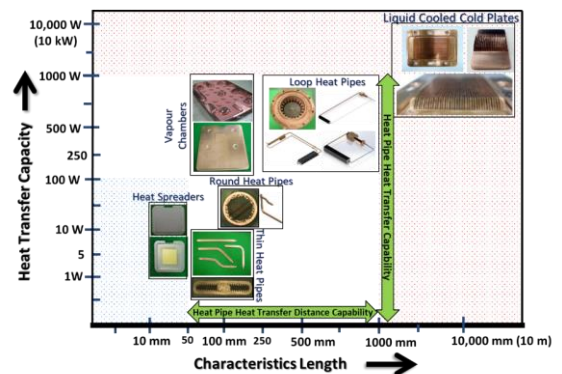 Liquid Cooled Cold Plates
10,000 W
(10 kW)
1000 W
500 W
250
100 W
10 W
5
1W
Heat Transfer Capacity
Vapour
Chambers
Loop Heat Pipes
Heat Pipe Heat Transfer Capability
Round Heat Pipes
Heat Spreaders
Thin Heat Pipes
Heat Pipe Heat Transfer Distance Capability
10 mm
50
100 mm
250
500 mm
1000 mm
10,000 mm (10 m)
Characteristics Length